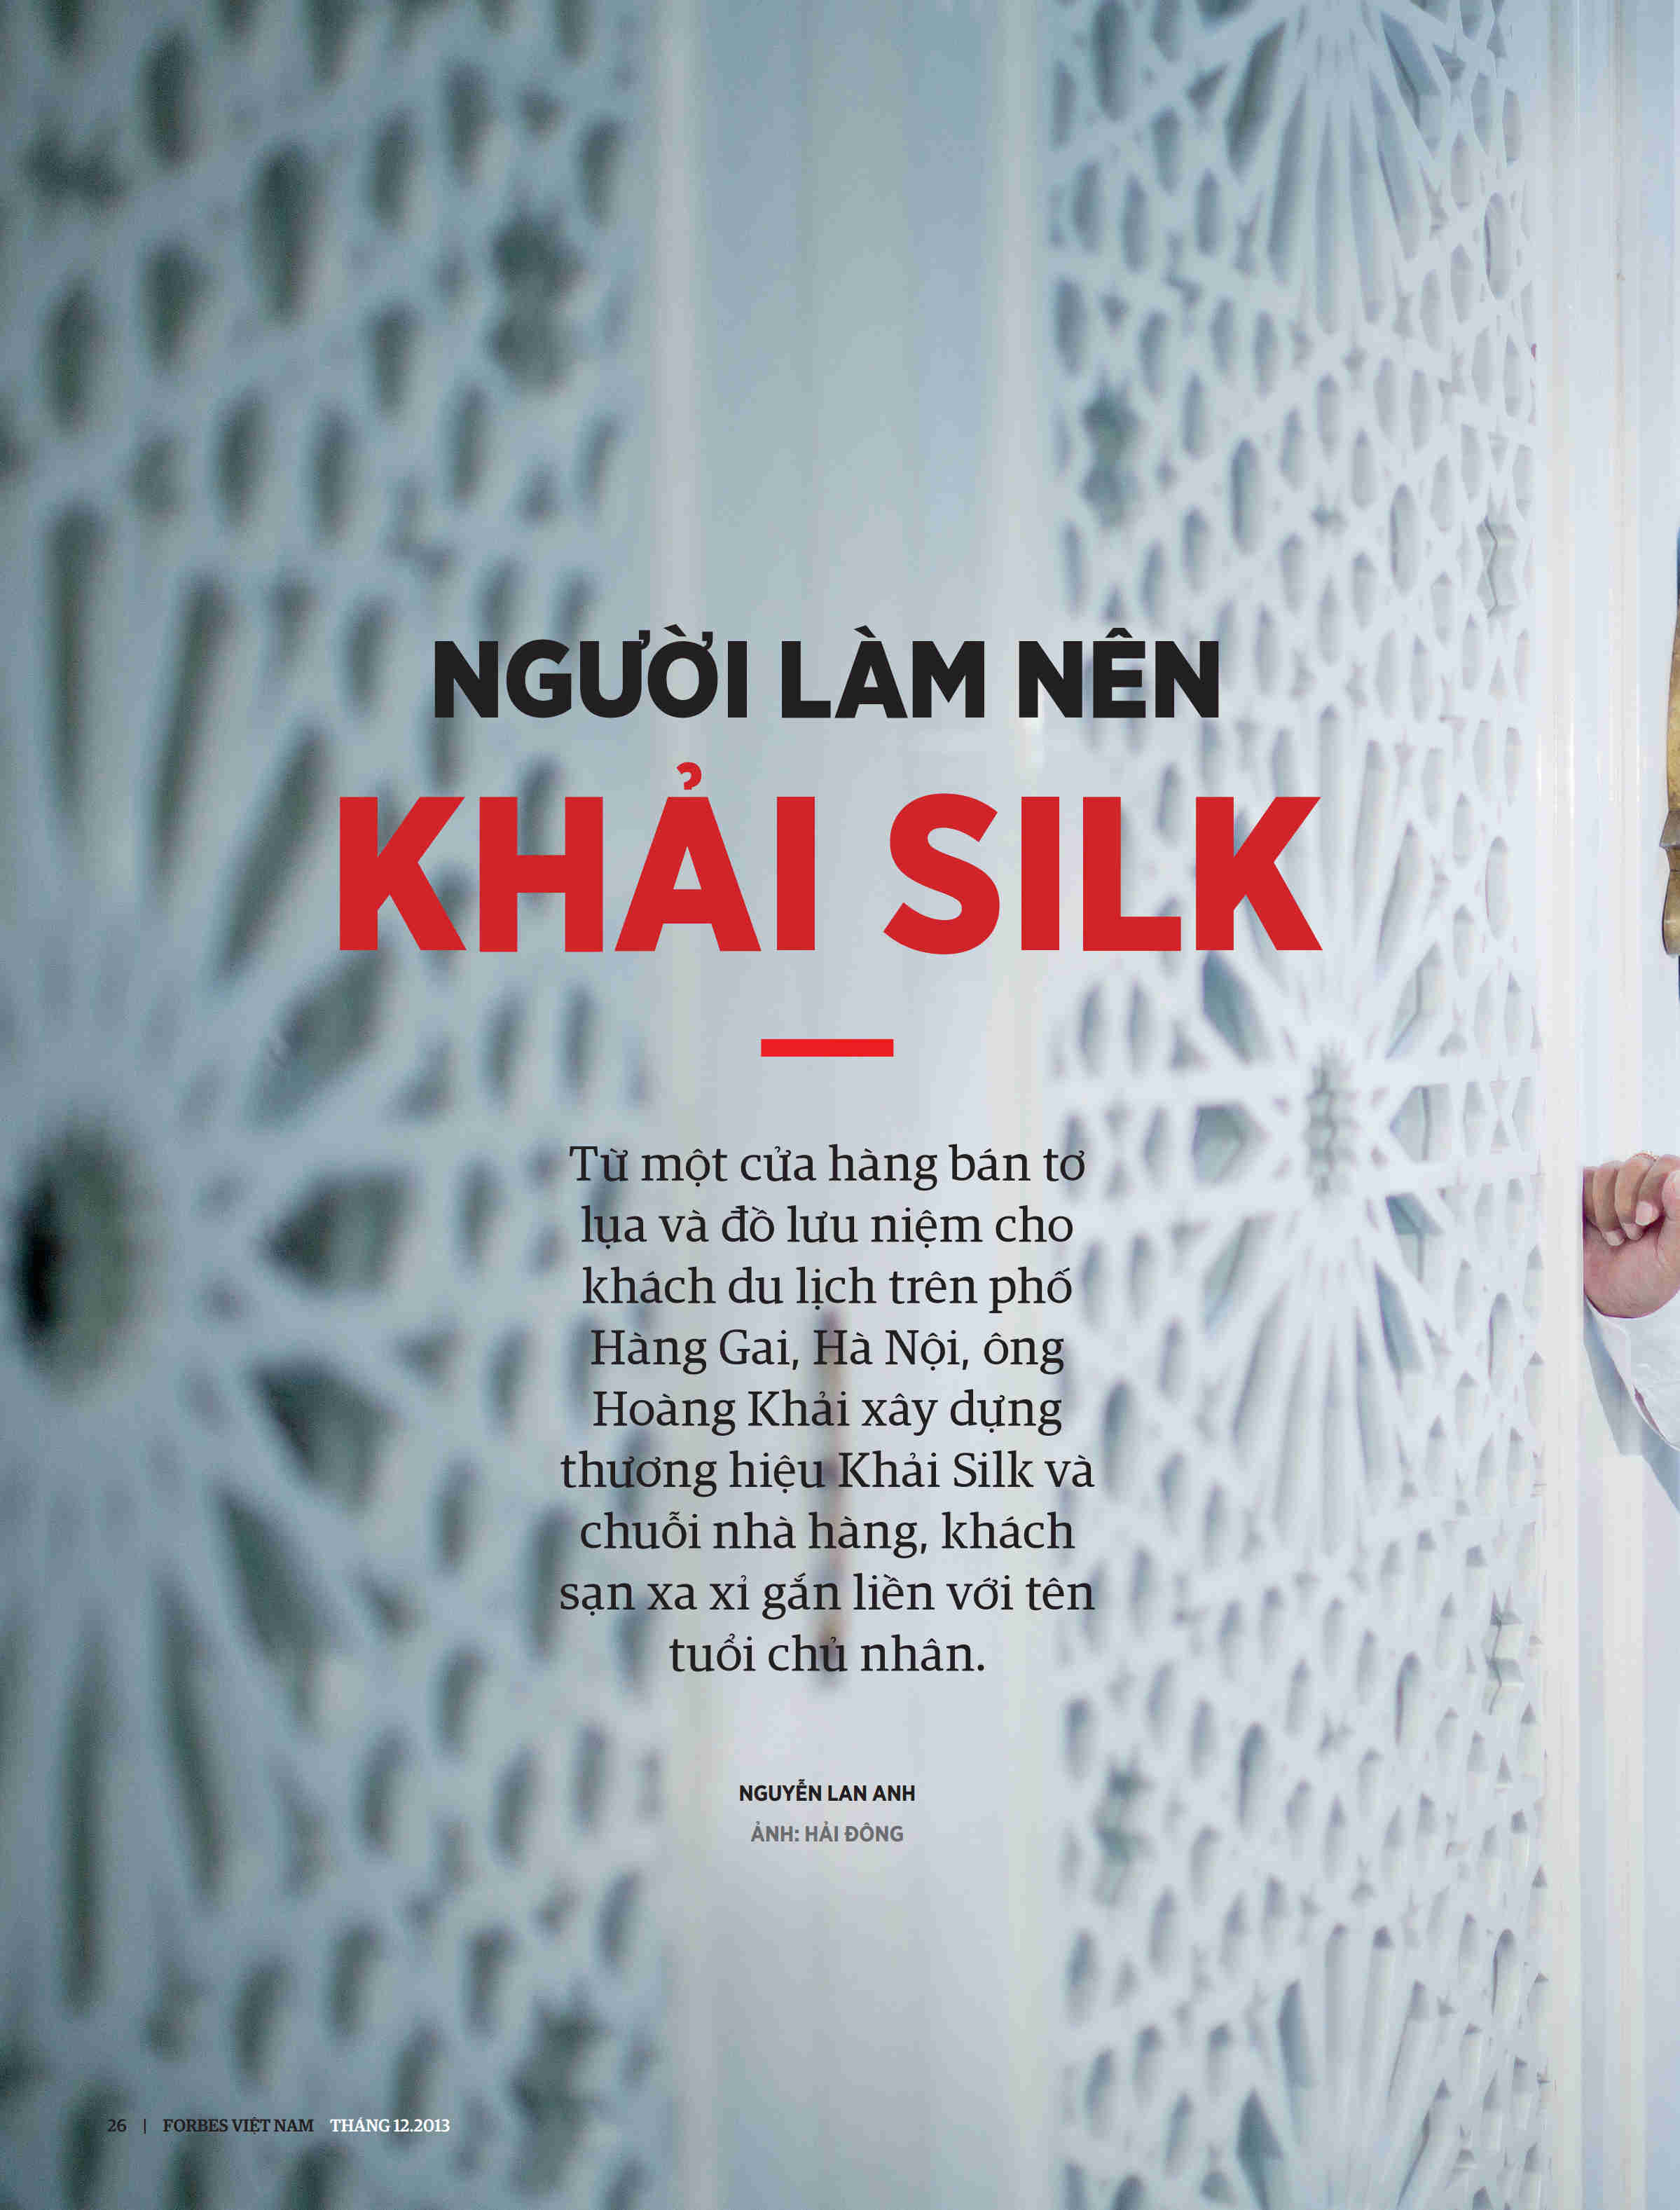 NGƯỜI LÀM NÊN
KHẢI SILK
Từ một cửa hàng bán tơ
lụa và đồ lưu niệm cho
khách du lịch trên phố
Hàng Gai, Hà Nội, ông
Hoàng Khải xây dựng
thương hiệu Khải Silk và
chuỗi nhà hàng, khách
sạn xa xỉ gắn liền với tên
tuổi chủ nhân.
NGUYỄN LAN ANH
ẢNH: HẢI ĐÔNG
26 | FORBES VIỆT NAM THÁNG 12.2013